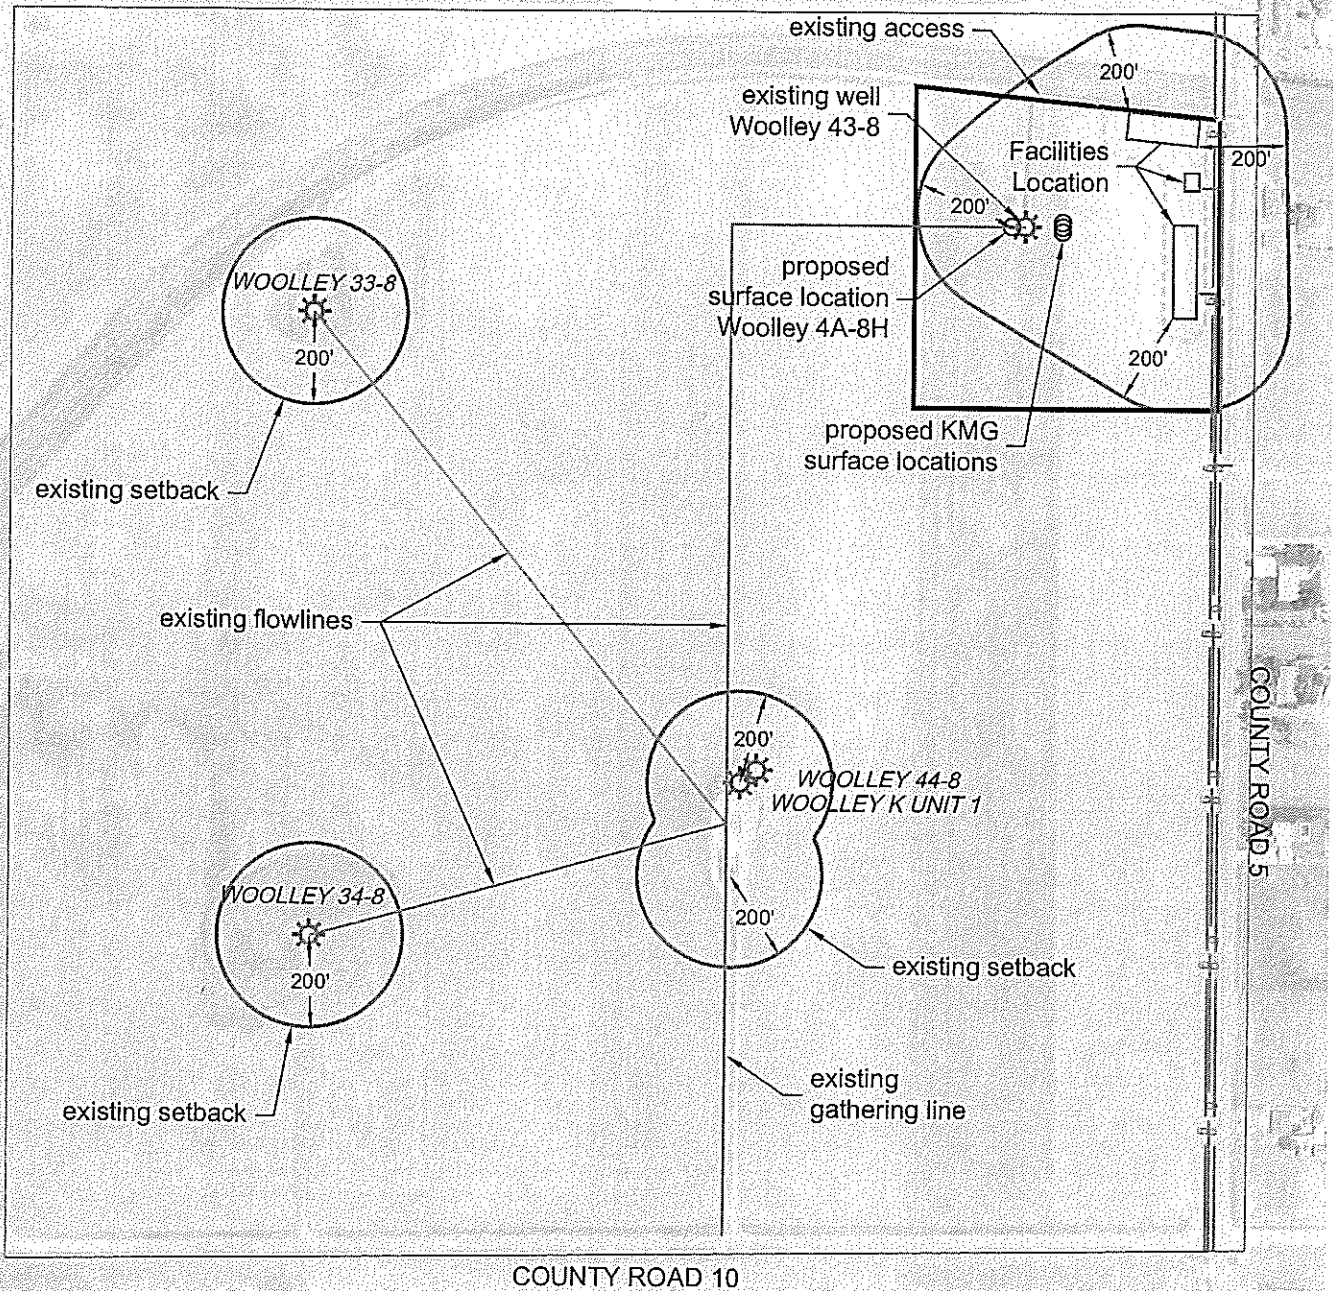 existing access
200'
existing well
Woolley 43-8
Facilities
Location
200'
200'
WOOLLEY 33-8
200'
proposed
surface location
Woolley 4A-8H
200'
proposed KMG
surface locations
existing setback
existing flowlines
COUNTY ROAD 5
200'
WOOLLEY 44-8
WOOLLEY K UNIT 1
WOOLLEY 34-8
200'
existing setback
200'
existing setback
existing
gathering line
COUNTY ROAD 10